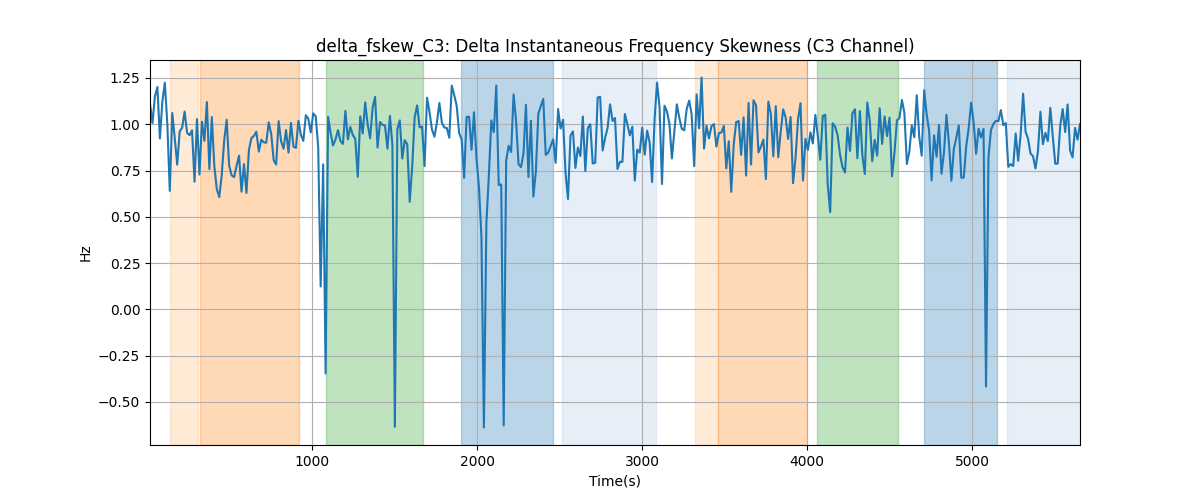 delta_fskew_C3: Delta Instantaneous Frequency Skewness (C3 Channel)
1.25
1.00
0.75
0.50
0.25
0.00
−0.25
−0.50
Hz
1000 2000 3000 4000 5000
Time(s)